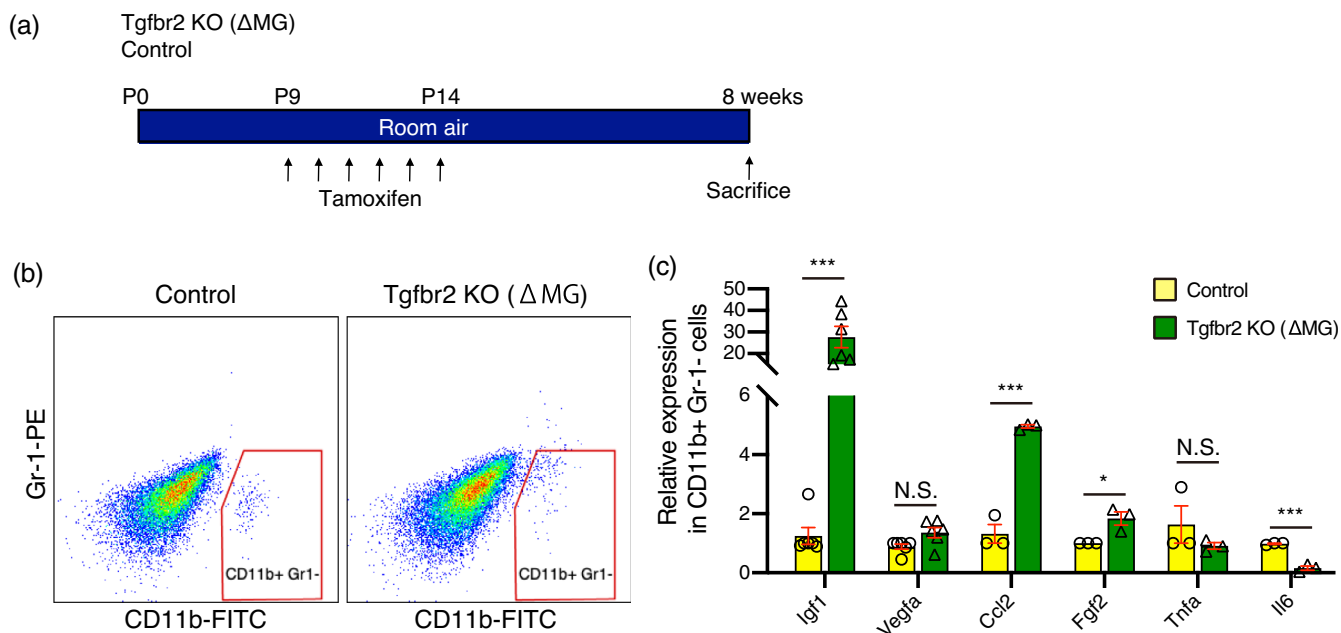 (a)
Tgfbr2 KO (ΔMG)
Control
P0 P9 P14 8 weeks
Room air
Tamoxifen
Sacrifice
(b)
Control
Tgfbr2 KO (ΔMG)
Gr-1-PE
CD11b+ Gr1-
CD11b+ Gr1-
CD11b-FITC
CD11b-FITC
(c)
Relative expression
in CD11b+ Gr-1- cells
50
40
30
20
6
4
2
0
***
N.S.
***
*
N.S.
***
Control
Tgfbr2 KO (ΔMG)
Igf1
Vegfa
Ccl2
Fgf2
Tnfa
Il6